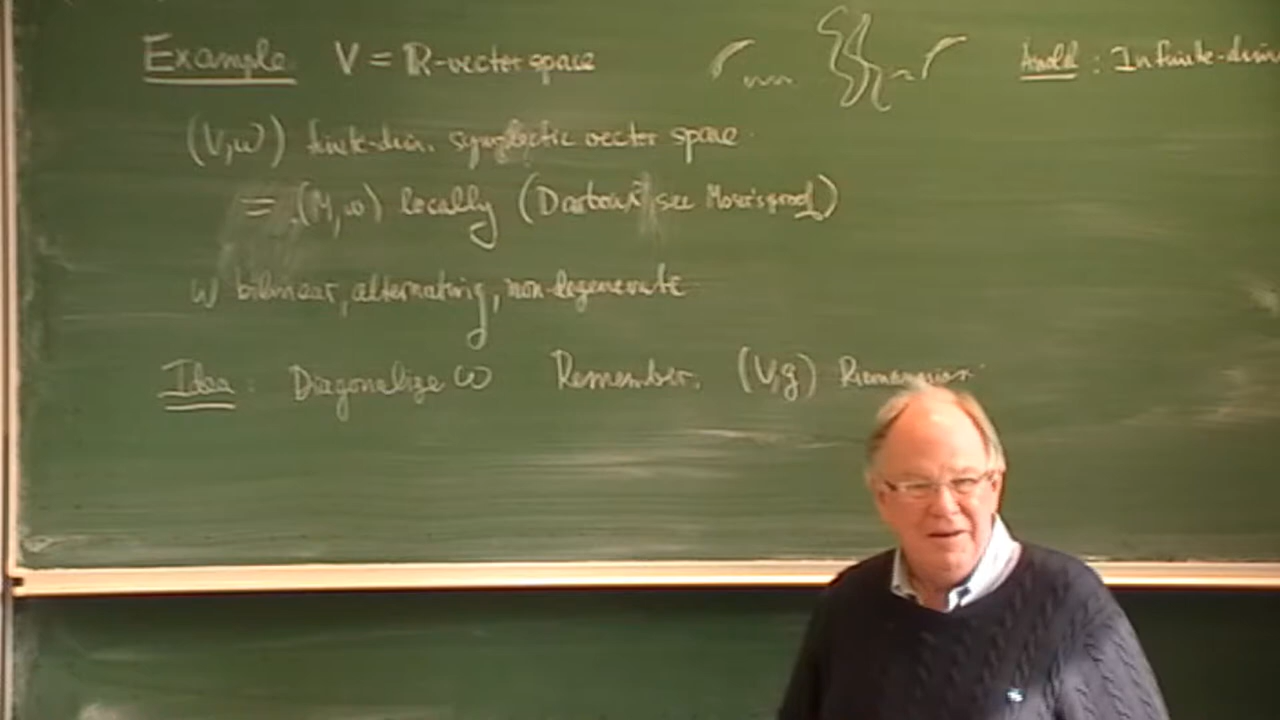 Example V = ℝ-vector space
Arnold : Infinite-dim
(V,ω) finite-dim. symplectic vector space.
= (M,ω) locally (Darboux, see Moser's proof)
ω bilinear, alternating, non-degenerate.
Idea : Diagonalize ω Remember. (V,g) Riemannian.